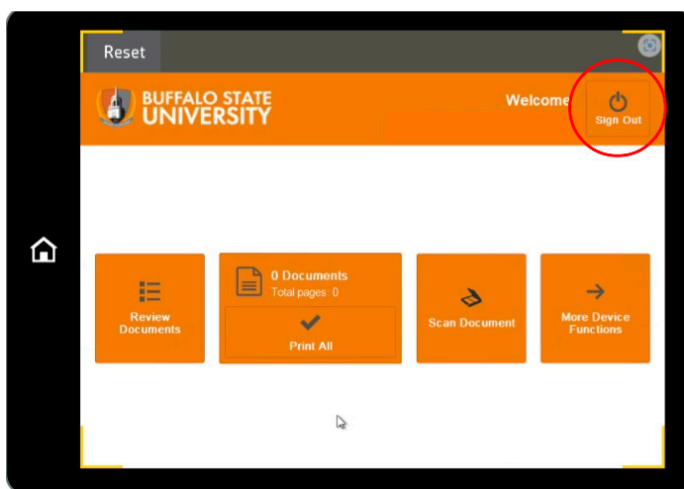 Reset
BUFFALO STATE
UNIVERSITY
Welcome
Sign Out
Review
Documents
0 Documents
Total pages: 0
Print All
Scan Document
More Device
Functions